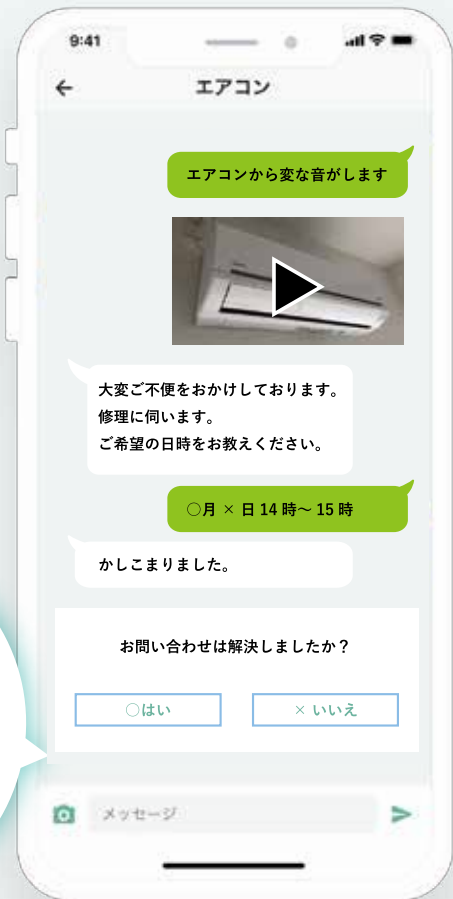 9:41
エアコン
エアコンから変な音がします
大変ご不便をおかけしております。
修理に伺います。
ご希望の日時をお教えください。
○月 × 日 14 時〜 15 時
かしこまりました。
お問い合わせは解決しましたか？
○はい
× いいえ
メッセージ